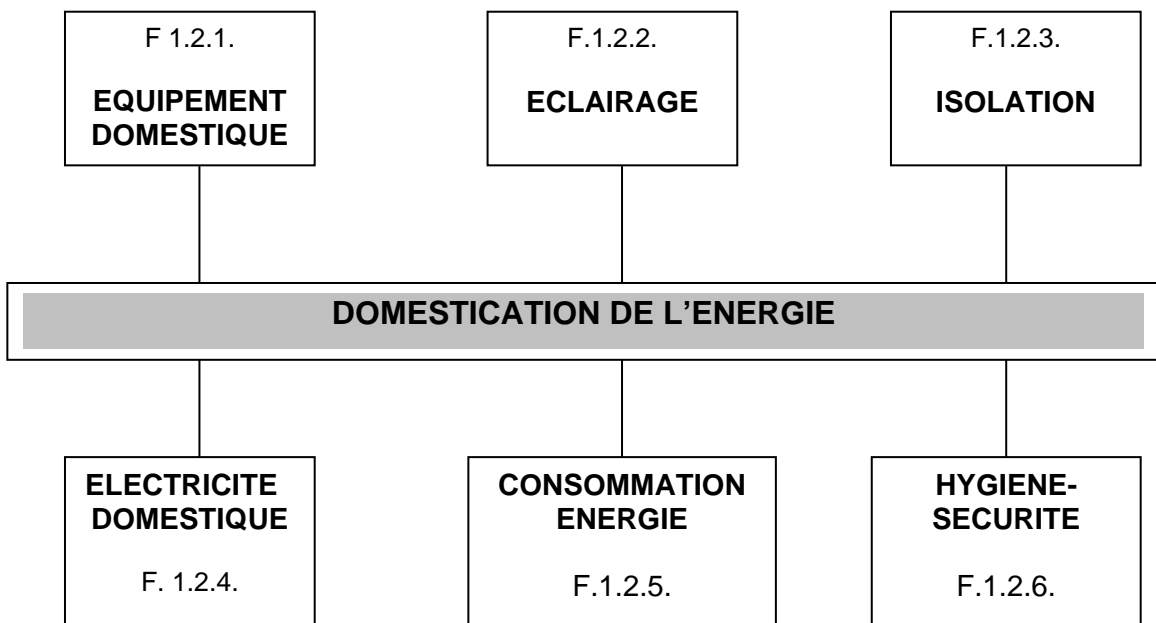 F 1.2.1.
EQUIPEMENT
DOMESTIQUE
F.1.2.2.
ECLAIRAGE
F.1.2.3.
ISOLATION
DOMESTICATION DE L’ENERGIE
ELECTRICITE
DOMESTIQUE
F. 1.2.4.
CONSOMMATION
ENERGIE
F.1.2.5.
HYGIENE-
SECURITE
F.1.2.6.